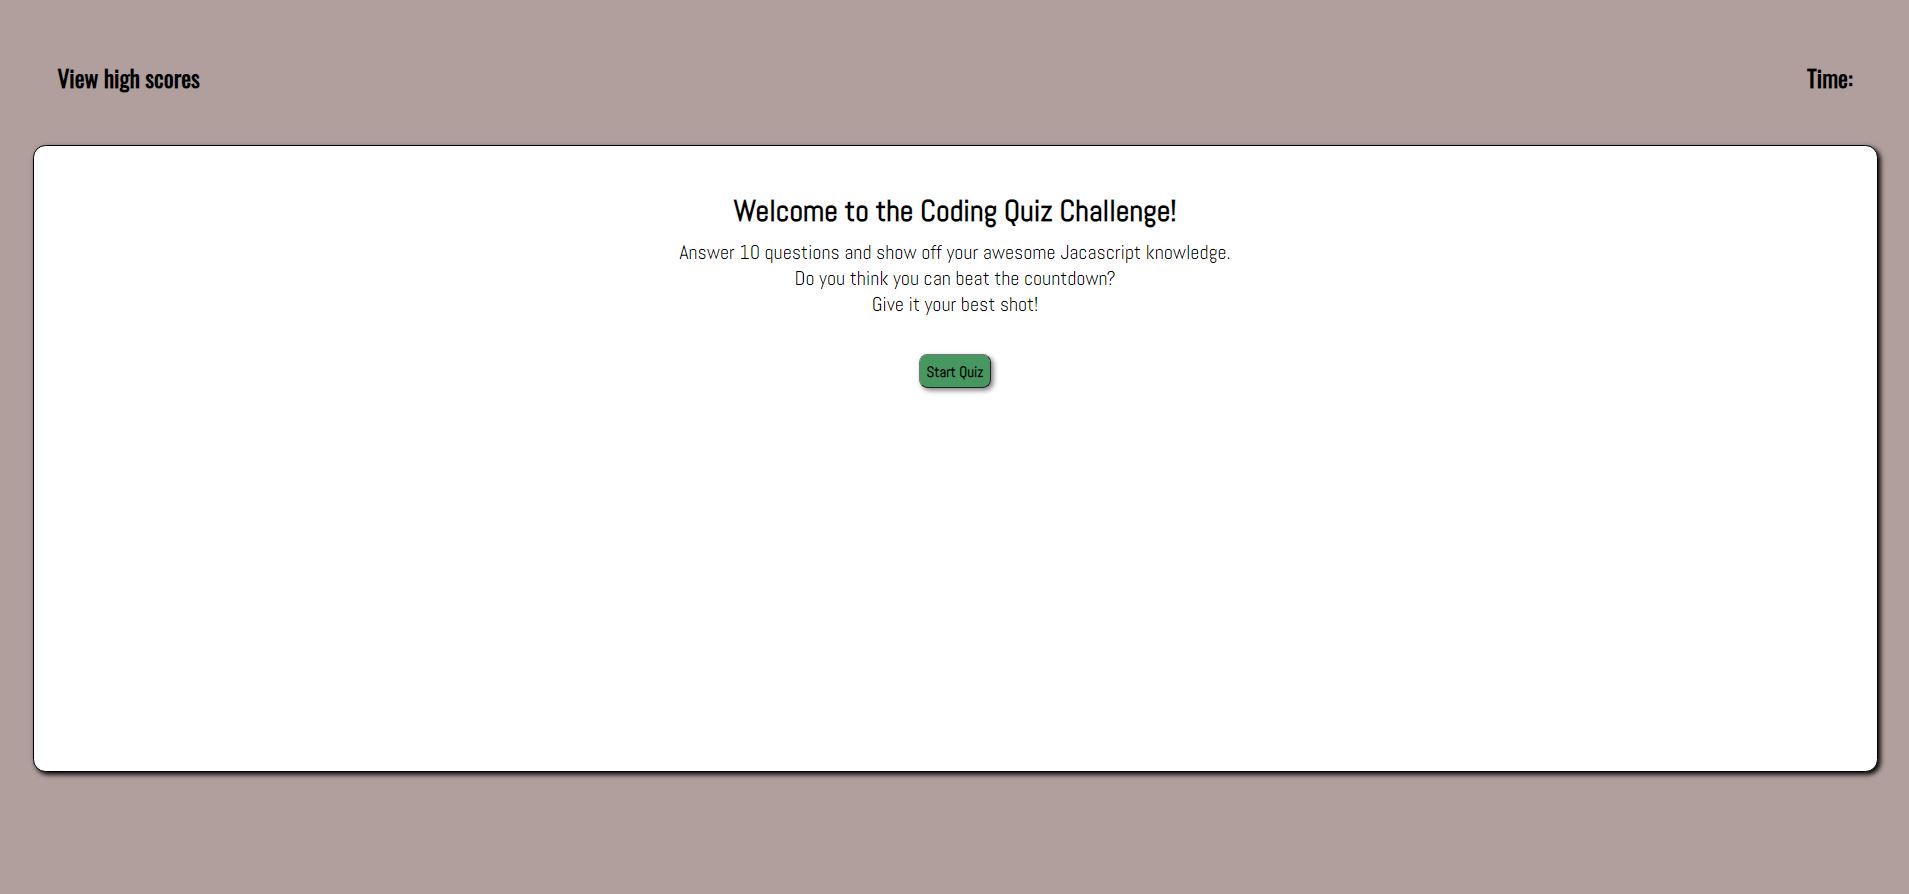 View high scores
Time:
Welcome to the Coding Quiz Challenge!
Answer 10 questions and show off your awesome Jacascript knowledge.
Do you think you can beat the countdown?
Give it your best shot!
Start Quiz